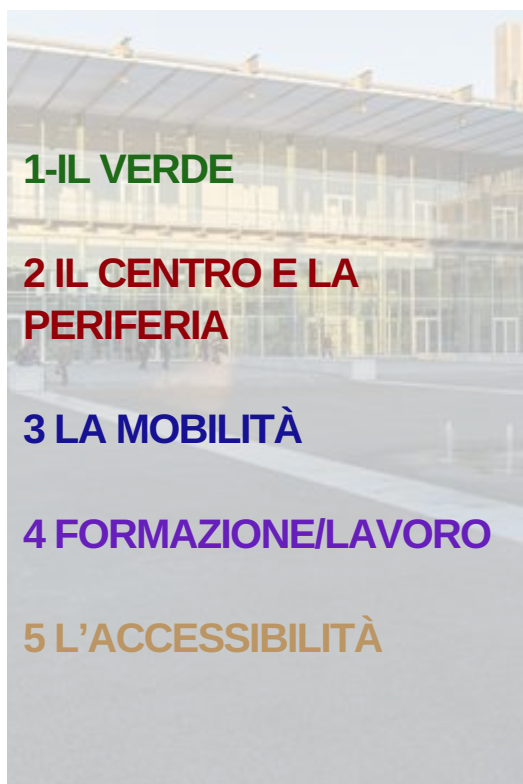 1-IL VERDE
2 IL CENTRO E LA
PERIFERIA
3 LA MOBILITÀ
4 FORMAZIONE/LAVORO
5 L’ACCESSIBILITÀ